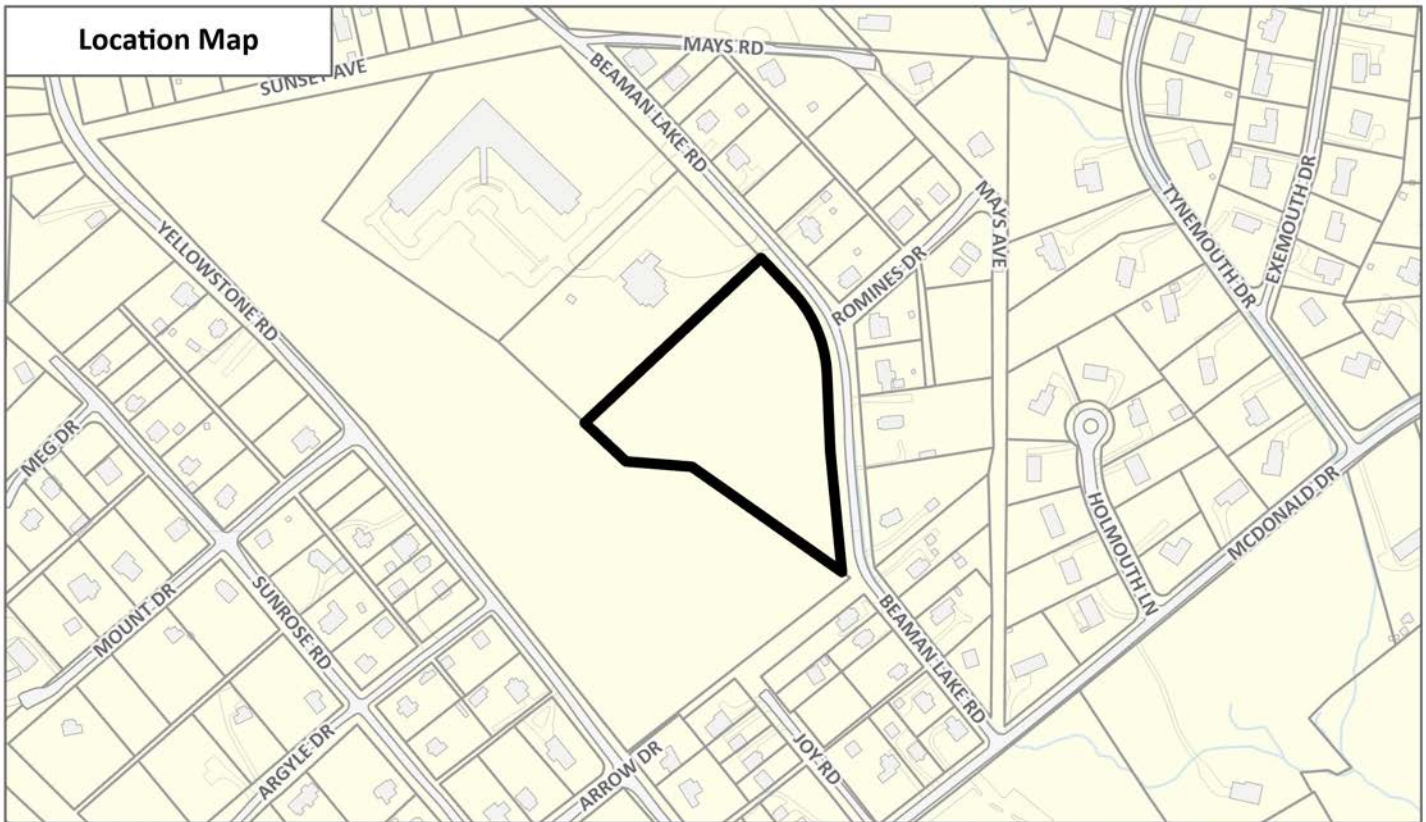 Location Map
SUNSET AVE
MAYS RD
BEAMAN LAKE RD
YELLOWSTONE RD
MAYS AVE
ROMINES DR
TYNEMOUTH DR
EXEMOUTH DR
MEG DR
MOUNT DR
SUNROSE RD
ARGYLE DR
ARROW DR
JOY RD
BEAMAN LAKE RD
HOLMOUTH LN
MCDONALD DR